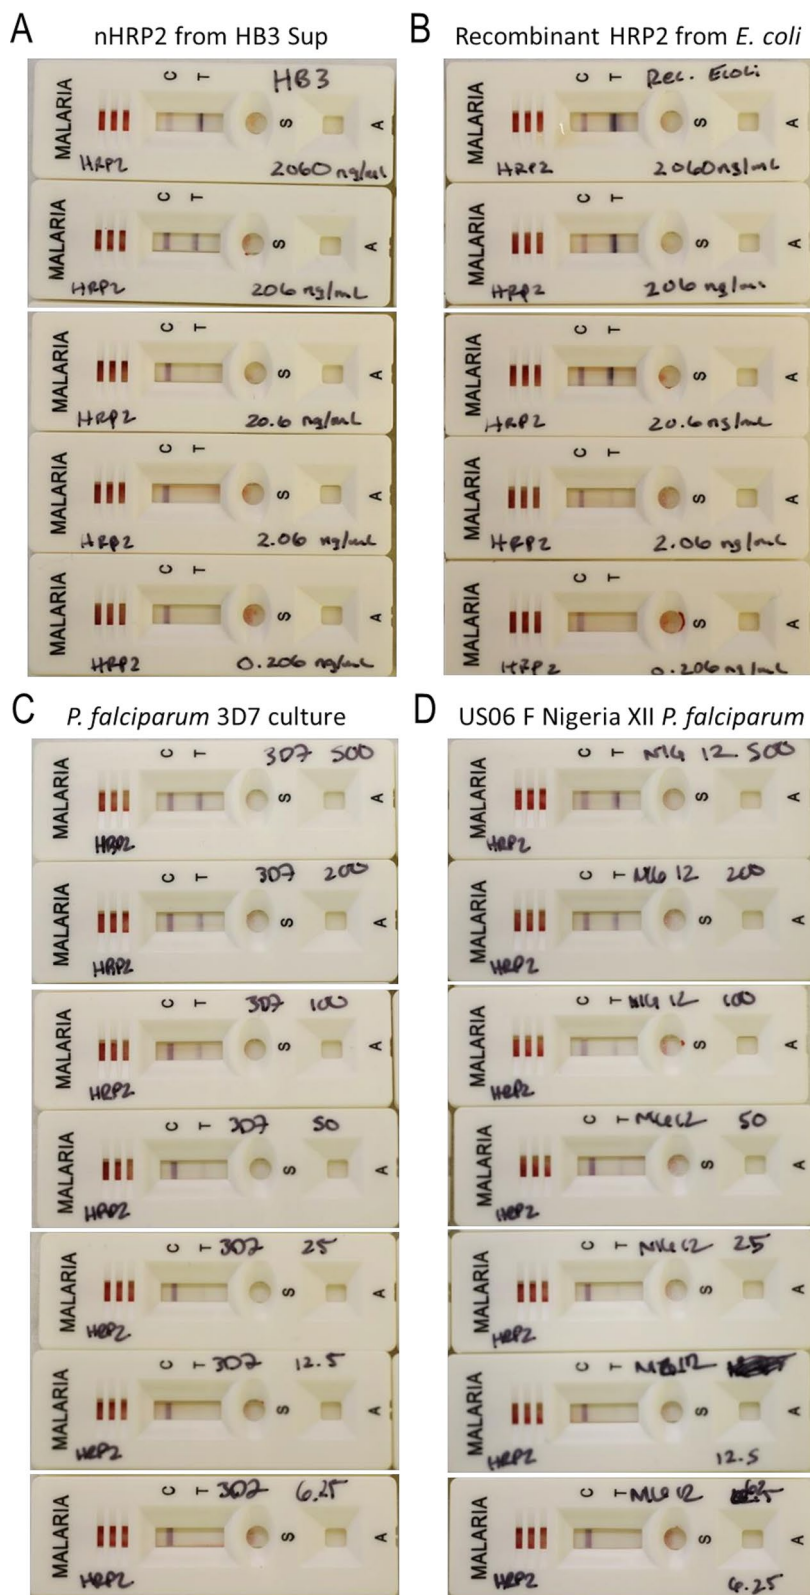 A nHRP2 from HB3 Sup
MALARIA C T HB3 S A
HRP2 2060 ng/mL
MALARIA C T S A
HRP2 206 ng/mL
MALARIA C T S A
HRP2 20.6 ng/mL
MALARIA C T S A
HRP2 2.06 ng/mL
MALARIA C T S A
HRP2 0.206 ng/mL
B Recombinant HRP2 from E. coli
MALARIA C T Rec. Ecoli S A
HRP2 2060 ng/mL
MALARIA C T S A
HRP2 206 ng/mL
MALARIA C T S A
HRP2 20.6 ng/mL
MALARIA C T S A
HRP2 2.06 ng/mL
MALARIA C T S A
HRP2 0.206 ng/mL
C P. falciparum 3D7 culture
MALARIA C T 3D7 500 S A
HRP2
MALARIA C T 3D7 200 S A
HRP2
MALARIA C T 3D7 100 S A
HRP2
MALARIA C T 3D7 50 S A
HRP2
MALARIA C T 3D7 25 S A
HRP2
MALARIA C T 3D7 12.5 S A
HRP2
MALARIA C T 3D7 6.25 S A
HRP2
D US06 F Nigeria XII P. falciparum
MALARIA C T NIG 12 500 S A
HRP2
MALARIA C T NIG 12 200 S A
HRP2
MALARIA C T NIG 12 100 S A
HRP2
MALARIA C T NIG 12 50 S A
HRP2
MALARIA C T NIG 12 25 S A
HRP2
MALARIA C T NIG 12 S A
HRP2 12.5
MALARIA C T NIG 12 S A
HRP2 6.25